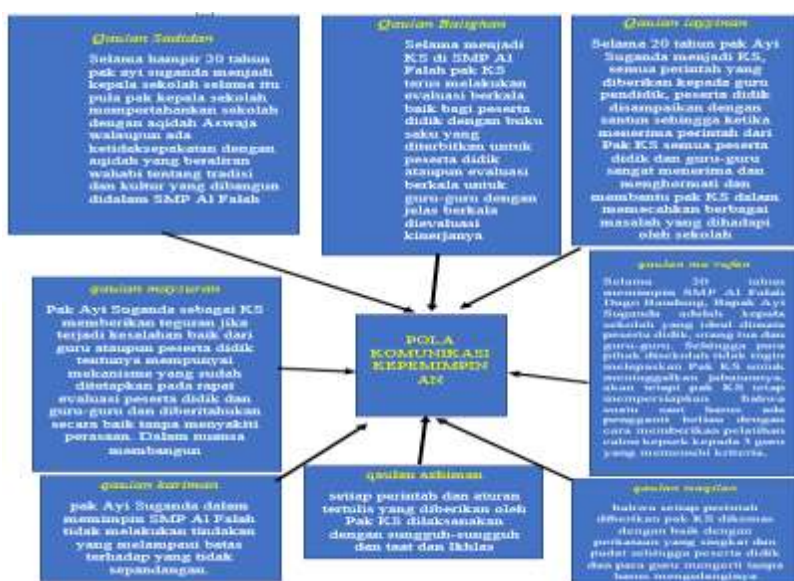 Qaulan Sadidan
Selama hampir 20 tahun
pak ayi suganda menjadi
kepala sekolah selama itu
pula pak kepala sekolah
mempertahankan sekolah
dengan aqidah Aswaja
walaupun ada
ketidaksepakatan dengan
aqidah yang beraliran
wahabi tentang tradisi
dan kultur yang dibangun
didalam SMP Al Falah
Qaulan Balighan
Selama menjadi
KS di SMP Al
Falah pak KS
terus melakukan
evaluasi berkala
baik bagi peserta
didik dengan buku
saku yang
diterbitkan untuk
peserta didik
ataupun evaluasi
berkala untuk
guru-guru dengan
jelas berkala
dievaluasi
kinerjanya
Qaulan layyinan
Selama 20 tahun pak Ayi
Suganda menjadi KS,
semua perintah yang
diberikan kepada guru
pendidik, peserta didik
disampaikan dengan
santun sehingga ketika
menerima perintah dari
Pak KS semua peserta
didik dan guru-guru
sangat menerima dan
menghormati dan
membantu pak KS dalam
memecahkan berbagai
masalah yang dihadapi
oleh sekolah
qaulan maysuran
Pak Ayi Suganda sebagai KS
memberikan teguran jika
terjadi kesalahan baik dari
guru ataupun peserta didik
tentunya mempunyai
mekanisme yang sudah
ditetapkan pada rapat
evaluasi peserta didik dan
guru-guru dan diberitahukan
secara baik tanpa menyakiti
perasaan. Dalam nuansa
membangun
POLA
KOMUNIKASI
KEPEMIMPIN
AN
qaulan ma'rufan
Selama 20 tahun
memimpin SMP Al Falah
Dago Bandung, Bapak Ayi
Suganda adalah kepala
sekolah yang ideal dimata
peserta didik, orang tua dan
guru-guru. Sehingga para
pihak disekolah tidak ingin
melepaskan Pak KS untuk
meninggalkan jabatannya,
akan tetapi pak KS tetap
mempersiapkan bahwa
suatu saat harus ada
pengganti beliau dengan
cara memberikan pelatihan
calon kepsek kepada 3 guru
yang memenuhi kriteria.
qaulan kariman
pak Ayi Suganda dalam
memimpin SMP Al Falah
tidak melakukan tindakan
yang melampaui batas
terhadap yang tidak
sepandangan.
qaulan azhiman
setiap perintah dan aturan
tertulis yang diberikan oleh
Pak KS dilaksanakan
dengan sungguh-sungguh
dan taat dan Ikhlas
qaulan maqilan
bahwa setiap perintah
diberikan pak KS dikemas
dengan baik dengan
perkataan yang singkat dan
padat sehingga peserta didik
dan para guru mengerti tanpa
harus mengulanginya